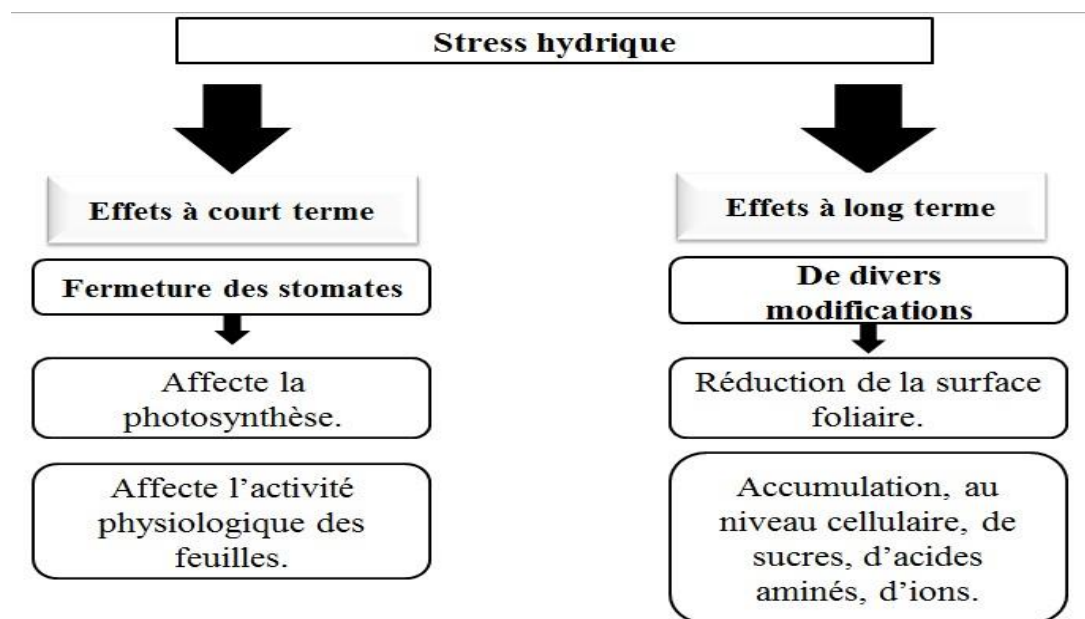 Stress hydrique
Effets à court terme
Fermeture des stomates
Affecte la
photosynthèse.
Affecte l’activité
physiologique des
feuilles.
Effets à long terme
De divers
modifications
Réduction de la surface
foliaire.
Accumulation, au
niveau cellulaire, de
sucres, d’acides
aminés, d’ions.